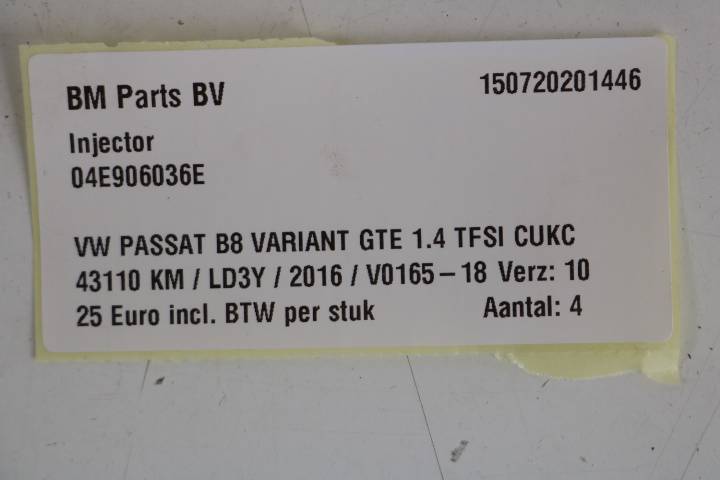 BM Parts BV 150720201446
Injector
04E906036E
VW PASSAT B8 VARIANT GTE 1.4 TFSI CUKC
43110 KM / LD3Y / 2016 / V0165-18 Verz: 10
25 Euro incl. BTW per stuk Aantal: 4